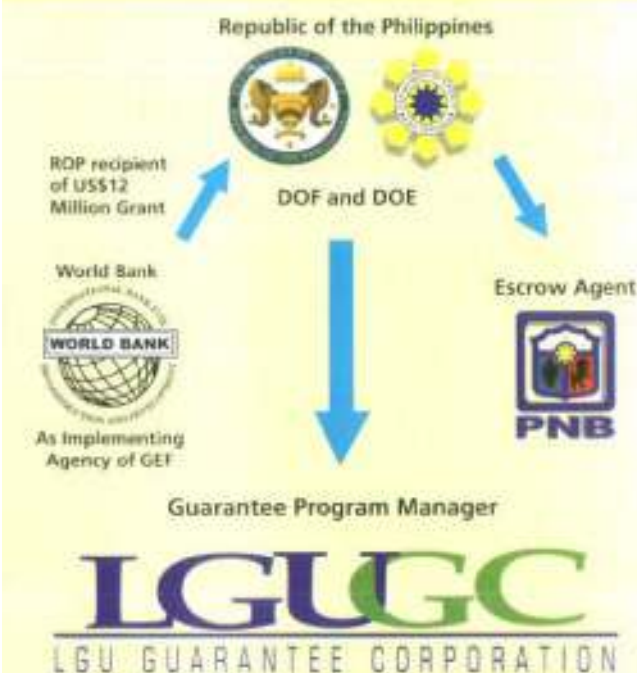 Republic of the Philippines
ROP recipient
of US$12
Million Grant
DOF and DOE
World Bank
WORLD BANK
As Implementing
Agency of GEF
Escrow Agent
PNB
Guarantee Program Manager
LGUGC
LGU GUARANTEE CORPORATION